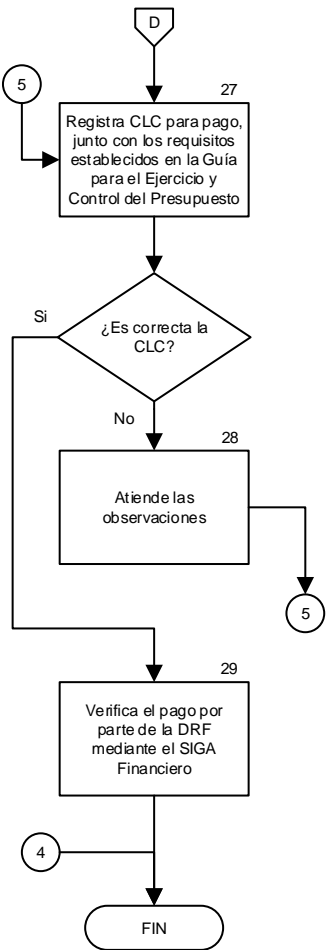 D
5
27
Registra CLC para pago,
junto con los requisitos
establecidos en la Guía
para el Ejercicio y
Control del Presupuesto
Si
¿Es correcta la
CLC?
No
28
Atiende las
observaciones
5
29
Verifica el pago por
parte de la DRF
mediante el SIGA
Financiero
4
FIN